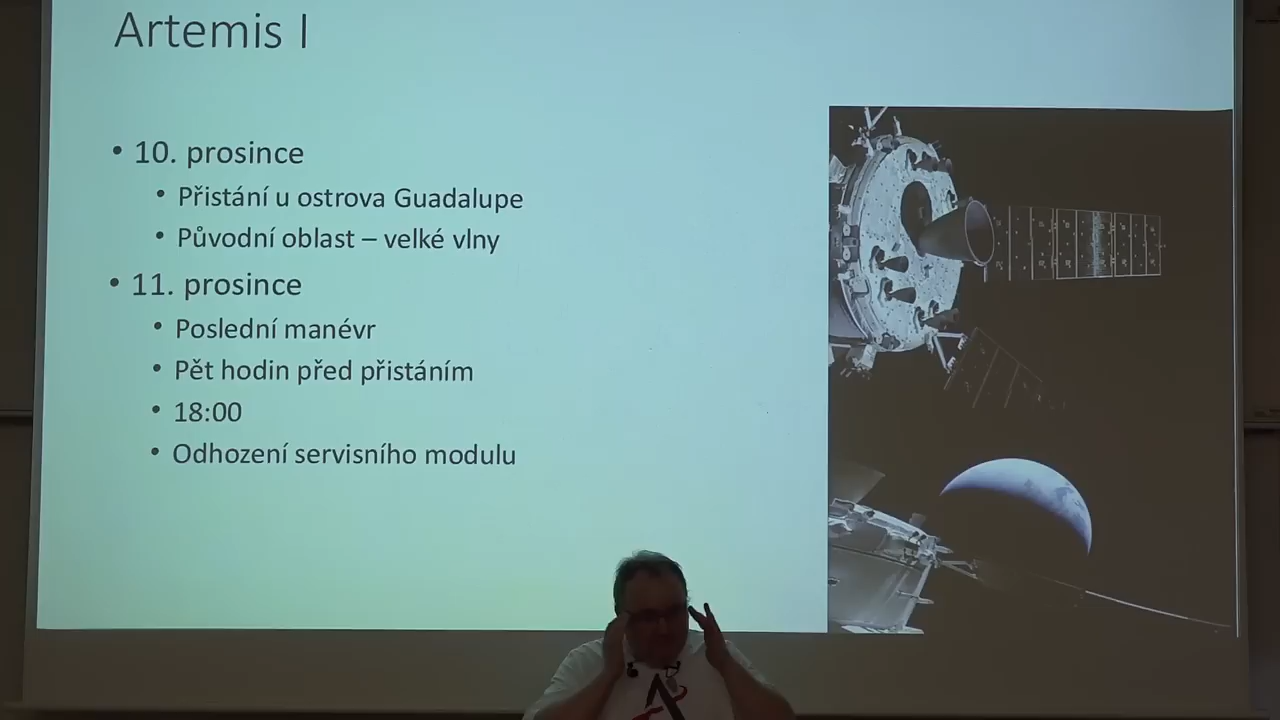 Artemis I
• 10. prosince
• Přistání u ostrova Guadalupe
• Původní oblast – velké vlny
• 11. prosince
• Poslední manévr
• Pět hodin před přistáním
• 18:00
• Odhození servisního modulu